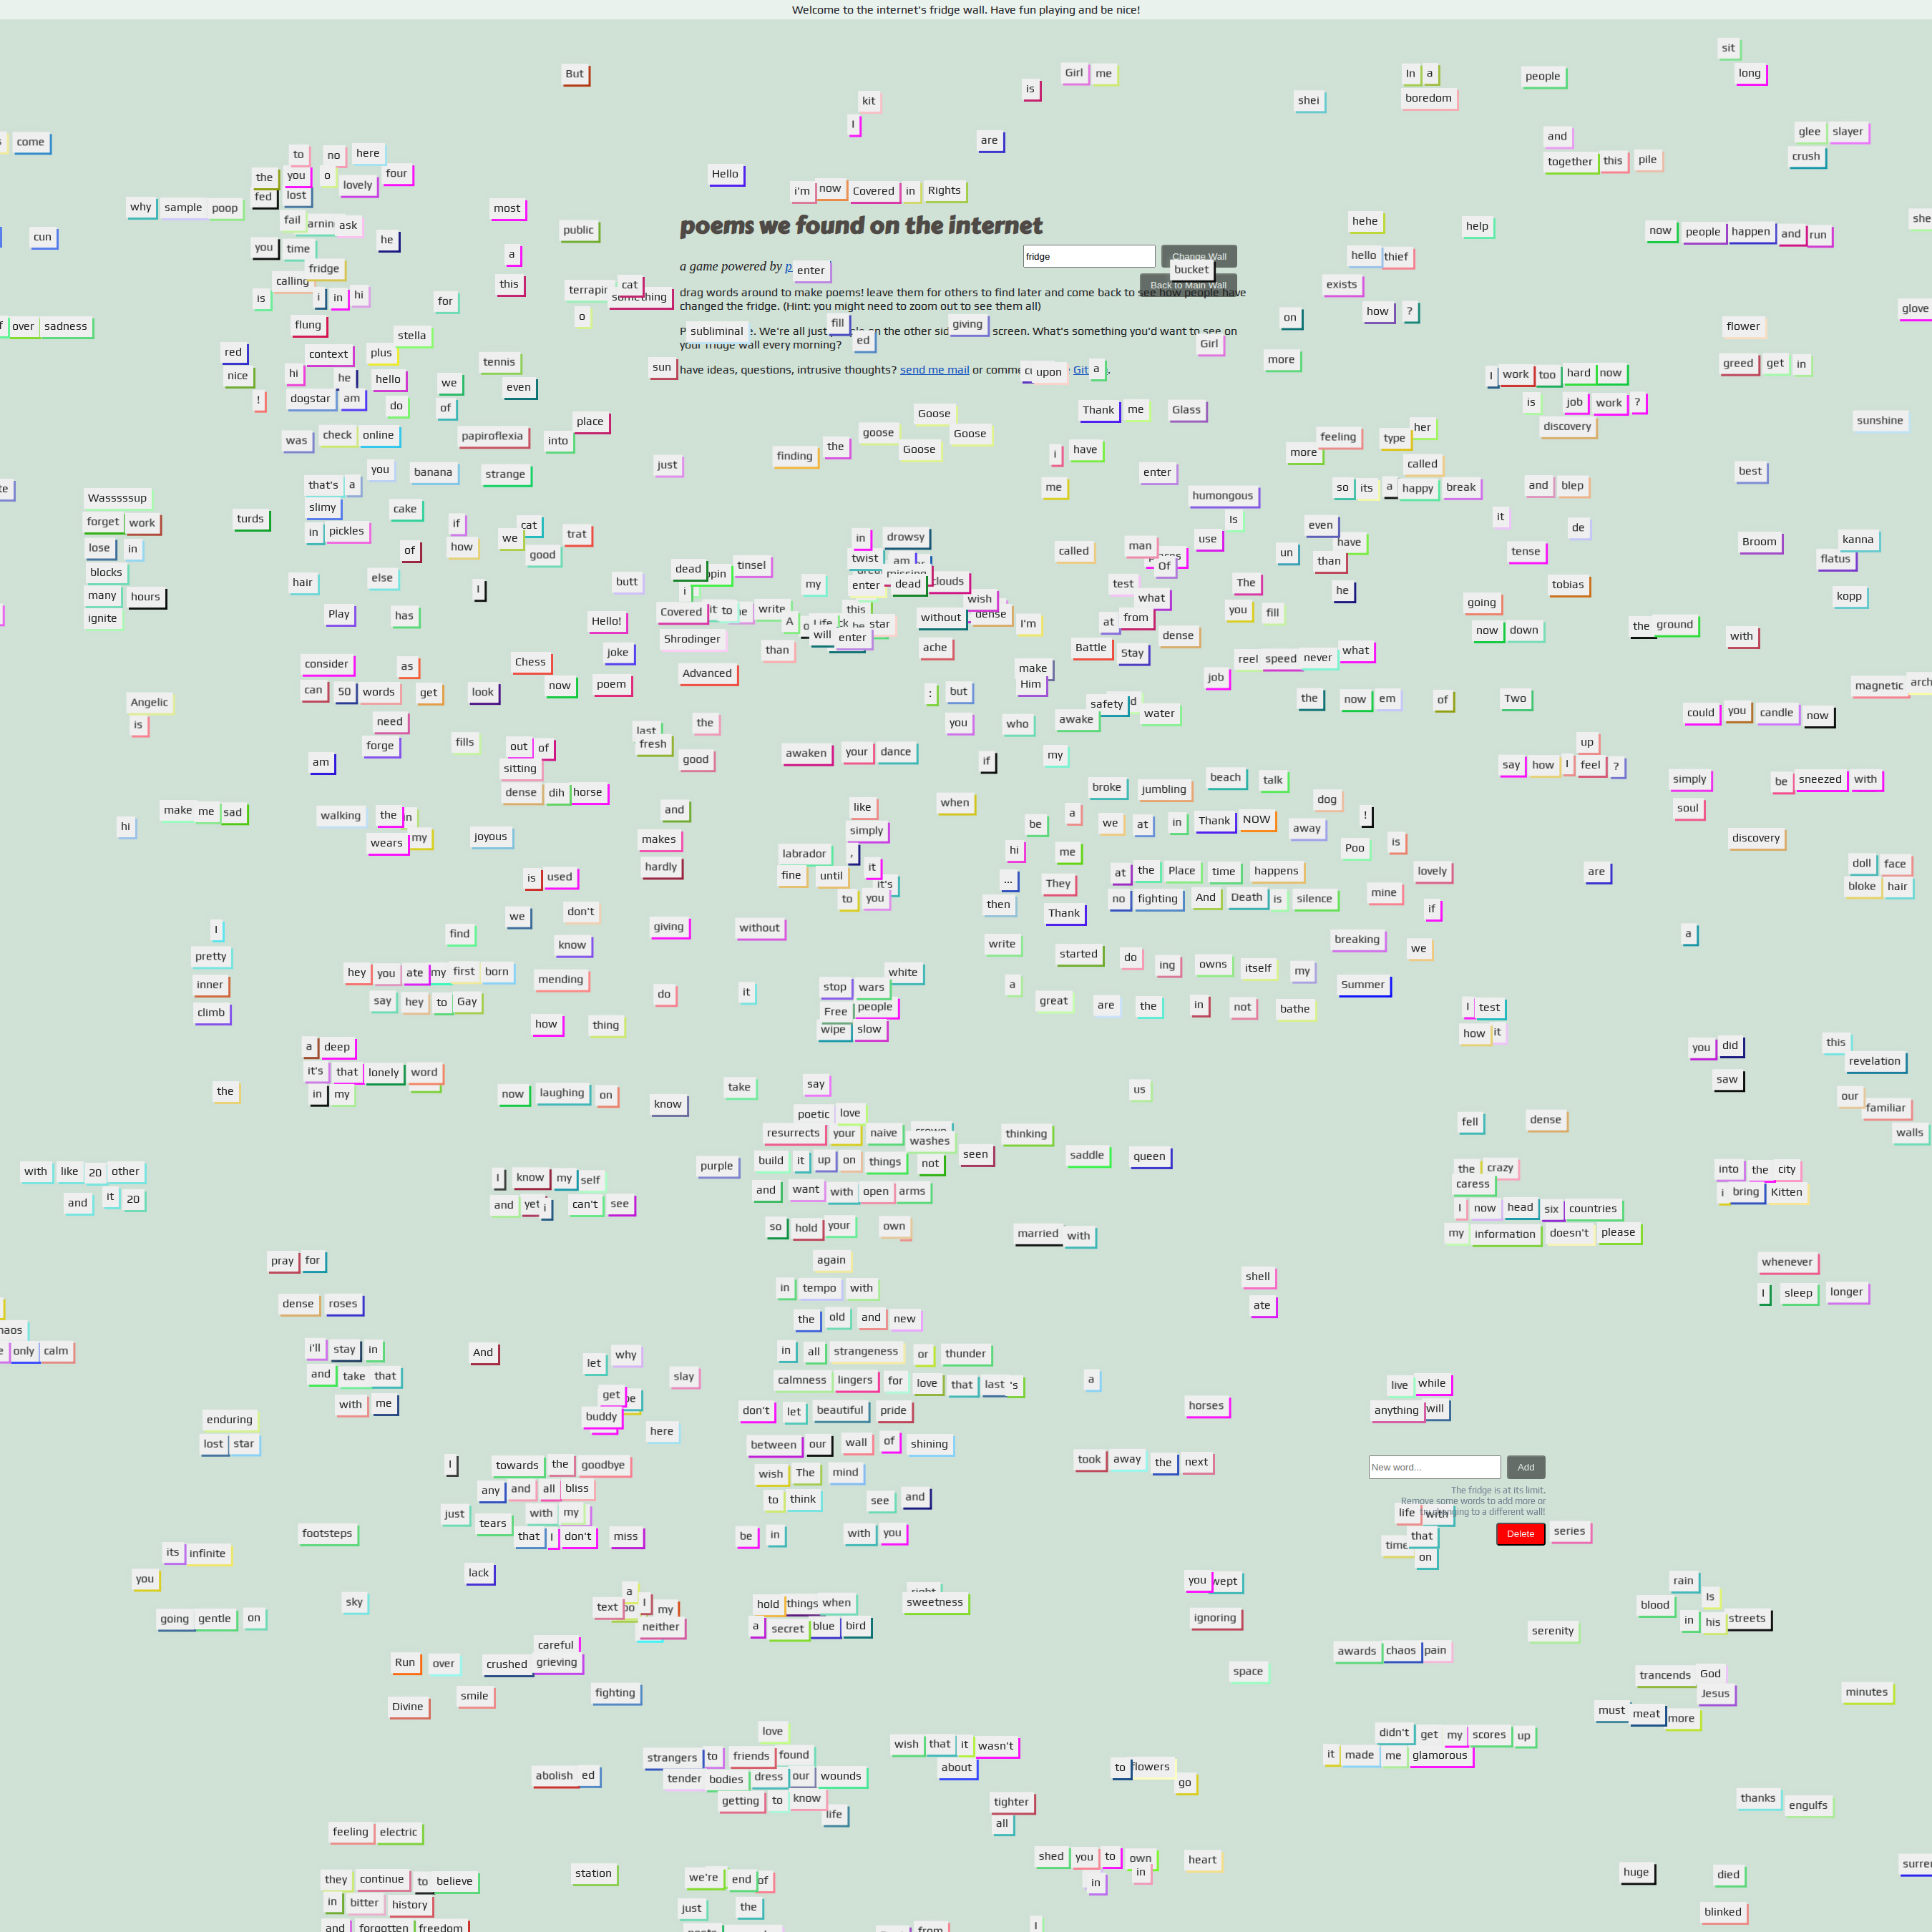 Welcome to the internet's fridge wall. Have fun playing and be nice!
sit
But Girl me In a people long
kit is shei boredom
I are and glee slayer
come together this pile crush
to no here
the you o lovely four Hello
fed lost i'm now Covered in Rights
why sample poop most
fail ask public poems we found on the internet hehe help now people happen and run
cun you time he a hello thief
fridge a game powered by enter fridge Change Wall
calling this terrapin cat bucket exists
is i in hi for something Back to Main Wall
drag words around to make poems! leave them for others to find later and come back to see how people have
changed the fridge. (Hint: you might need to zoom out to see them all)
over sadness flung o on how ? glove
stella subliminal fill ed giving We're all just on the other screen. What's something you'd want to see on flower
your fridge wall every morning? Girl
red context plus tennis more greed get in
nice hi he hello we even sun have ideas, questions, intrusive thoughts? send me mail or upon a Git I work too hard now
! dogstar am do of is job work ?
place Goose Thank me Glass discovery sunshine
was check online papiroflexia into goose Goose feeling type her
finding the Goose i have more
that's a you banana strange just enter called best
Wasssssup slimy cake me humongous so its a happy break and blep
forget work turds in pickles if cat trat Is even it de
lose in of how we good in drowsy called man use un have tense Broom kanna
blocks hair else I butt dead tinsel twist am Of than flatus
many hours Play has i my enter dead clouds test The he tobias kopp
ignite Hello! Covered it to write this wish what you fill going
A Life star without dense I'm at from now down the ground with
Shrodinger will enter dense
consider as Chess joke than ache Battle Stay reel speed never what
can 50 words get look now poem Advanced make Him job magnetic
Angelic : but safety the now em of Two could you candle now
is need last the you who awake water
forge fills out of fresh awaken your dance if my up
am sitting good say how I feel ?
dense dih horse broke jumbling beach talk simply be sneezed with
make me sad walking the in and like when dog soul
hi wears my joyous makes simply be a we at in Thank NOW away ! discovery
labrador , hi me Poo is
is used hardly fine until it it's ... They at the Place time happens lovely are doll face
to you then Thank no fighting And Death is silence mine bloke hair
I we don't giving without if a
find know write started do ing owns itself my breaking we
pretty hey you ate my first born mending white
inner do it stop wars a Summer
say hey to Gay Free people great are the in not bathe I test
climb how thing wipe slow how it
a deep you did this
it's that lonely word revelation
the in my now laughing on know take say us saw our
poetic love familiar
resurrects your naive crown washes thinking fell dense walls
with like 20 other purple build it up on things not seen saddle queen the crazy into the city
and it 20 I know my self and want with open arms caress i bring Kitten
and yet i can't see I now head six countries
so hold your own married with my information doesn't please
pray for again shell whenever
in tempo with I sleep longer
dense roses the old and new ate
only calm i'll stay in And let why in all strangeness or thunder
and take that slay calmness lingers for love that last 's a live while
with me get buddy don't let beautiful pride horses anything will
enduring here
lost star between our wall of shining took away the next
I towards the goodbye wish The mind New word... Add
any and all bliss to think see and The fridge is at its limit.
Remove some words to add more or
just tears with my life with changing to a different wall!
footsteps that I don't miss be in with you that Delete series
its infinite time on
you lack you wept rain Is
sky a I my hold things when right sweetness blood in his streets
going gentle on text neither a secret blue bird ignoring serenity
careful awards chaos pain
Run over crushed grieving space trancends God
Divine smile fighting Jesus minutes
must meat more
love wish that it wasn't didn't get my scores up
strangers to friends found about it made me glamorous
abolish ed tender bodies dress our wounds to flowers go
getting to know life tighter thanks engulfs
feeling electric all
shed you to own heart
they continue to believe station we're end of in in huge died
in bitter history just the blinked
and forgotten freedom from I